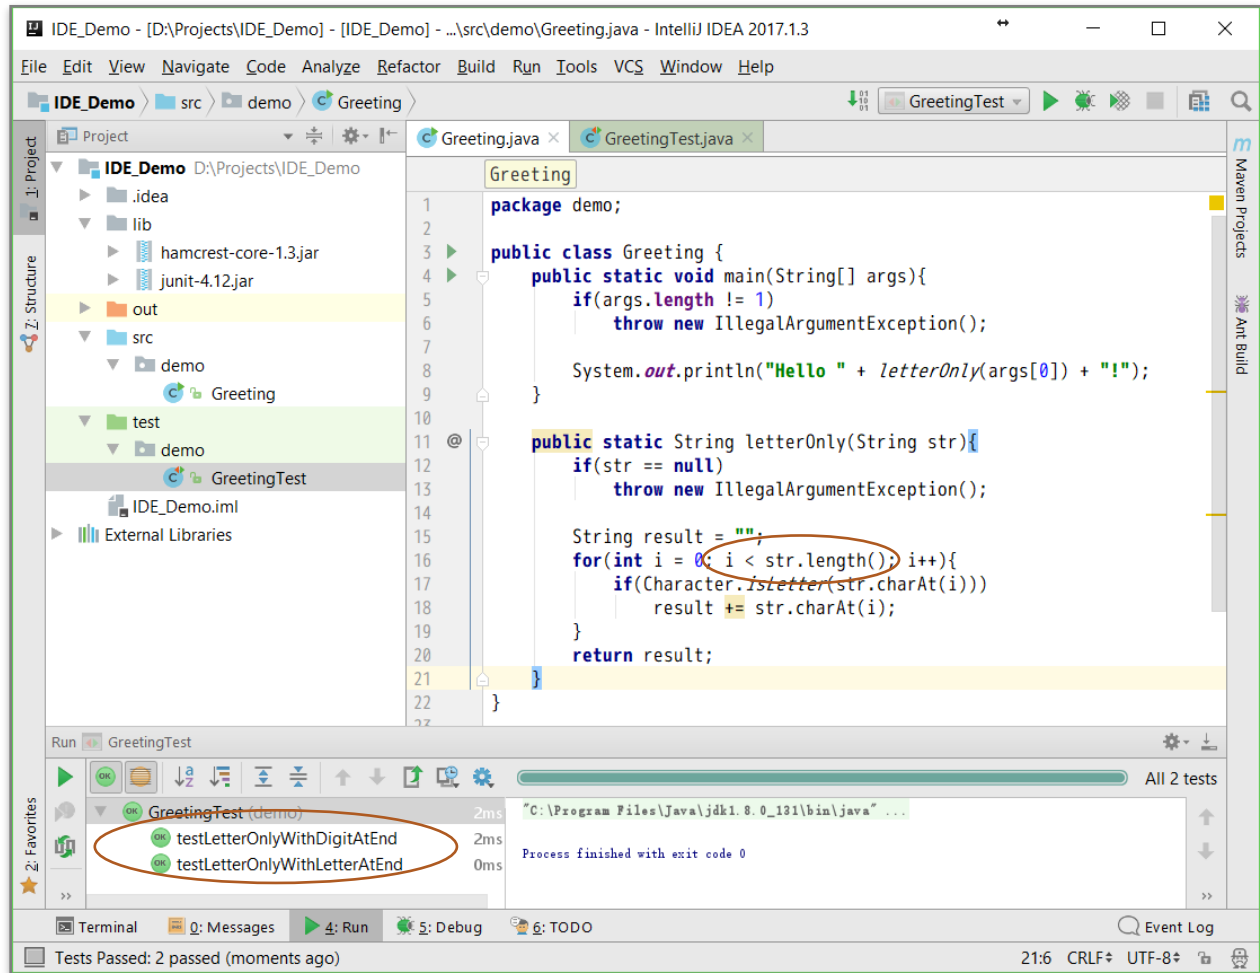 IDE_Demo - [D:\Projects\IDE_Demo] - [IDE_Demo] - ...\src\demo\Greeting.java - IntelliJ IDEA 2017.1.3
File Edit View Navigate Code Analyze Refactor Build Run Tools VCS Window Help
IDE_Demo src demo Greeting
GreetingTest
1: Project
Z: Structure
2: Favorites
Project
IDE_Demo D:\Projects\IDE_Demo
.idea
lib
hamcrest-core-1.3.jar
junit-4.12.jar
out
src
demo
Greeting
test
demo
GreetingTest
IDE_Demo.iml
External Libraries
Greeting.java GreetingTest.java
Greeting
1 package demo;
2
3 public class Greeting {
4 public static void main(String[] args){
5 if(args.length != 1)
6 throw new IllegalArgumentException();
7
8 System.out.println("Hello " + letterOnly(args[0]) + "!");
9 }
10
11 @ public static String letterOnly(String str){
12 if(str == null)
13 throw new IllegalArgumentException();
14
15 String result = "";
16 for(int i = 0; i < str.length(); i++){
17 if(Character.isLetter(str.charAt(i)))
18 result += str.charAt(i);
19 }
20 return result;
21 }
22 }
23
Maven Projects
Ant Build
Run GreetingTest
All 2 tests
GreetingTest (demo) 2ms
testLetterOnlyWithDigitAtEnd 2ms
testLetterOnlyWithLetterAtEnd 0ms
"C:\Program Files\Java\jdk1.8.0_131\bin\java" ...
Process finished with exit code 0
Terminal 0: Messages 4: Run 5: Debug 6: TODO Event Log
Tests Passed: 2 passed (moments ago) 21:6 CRLF UTF-8